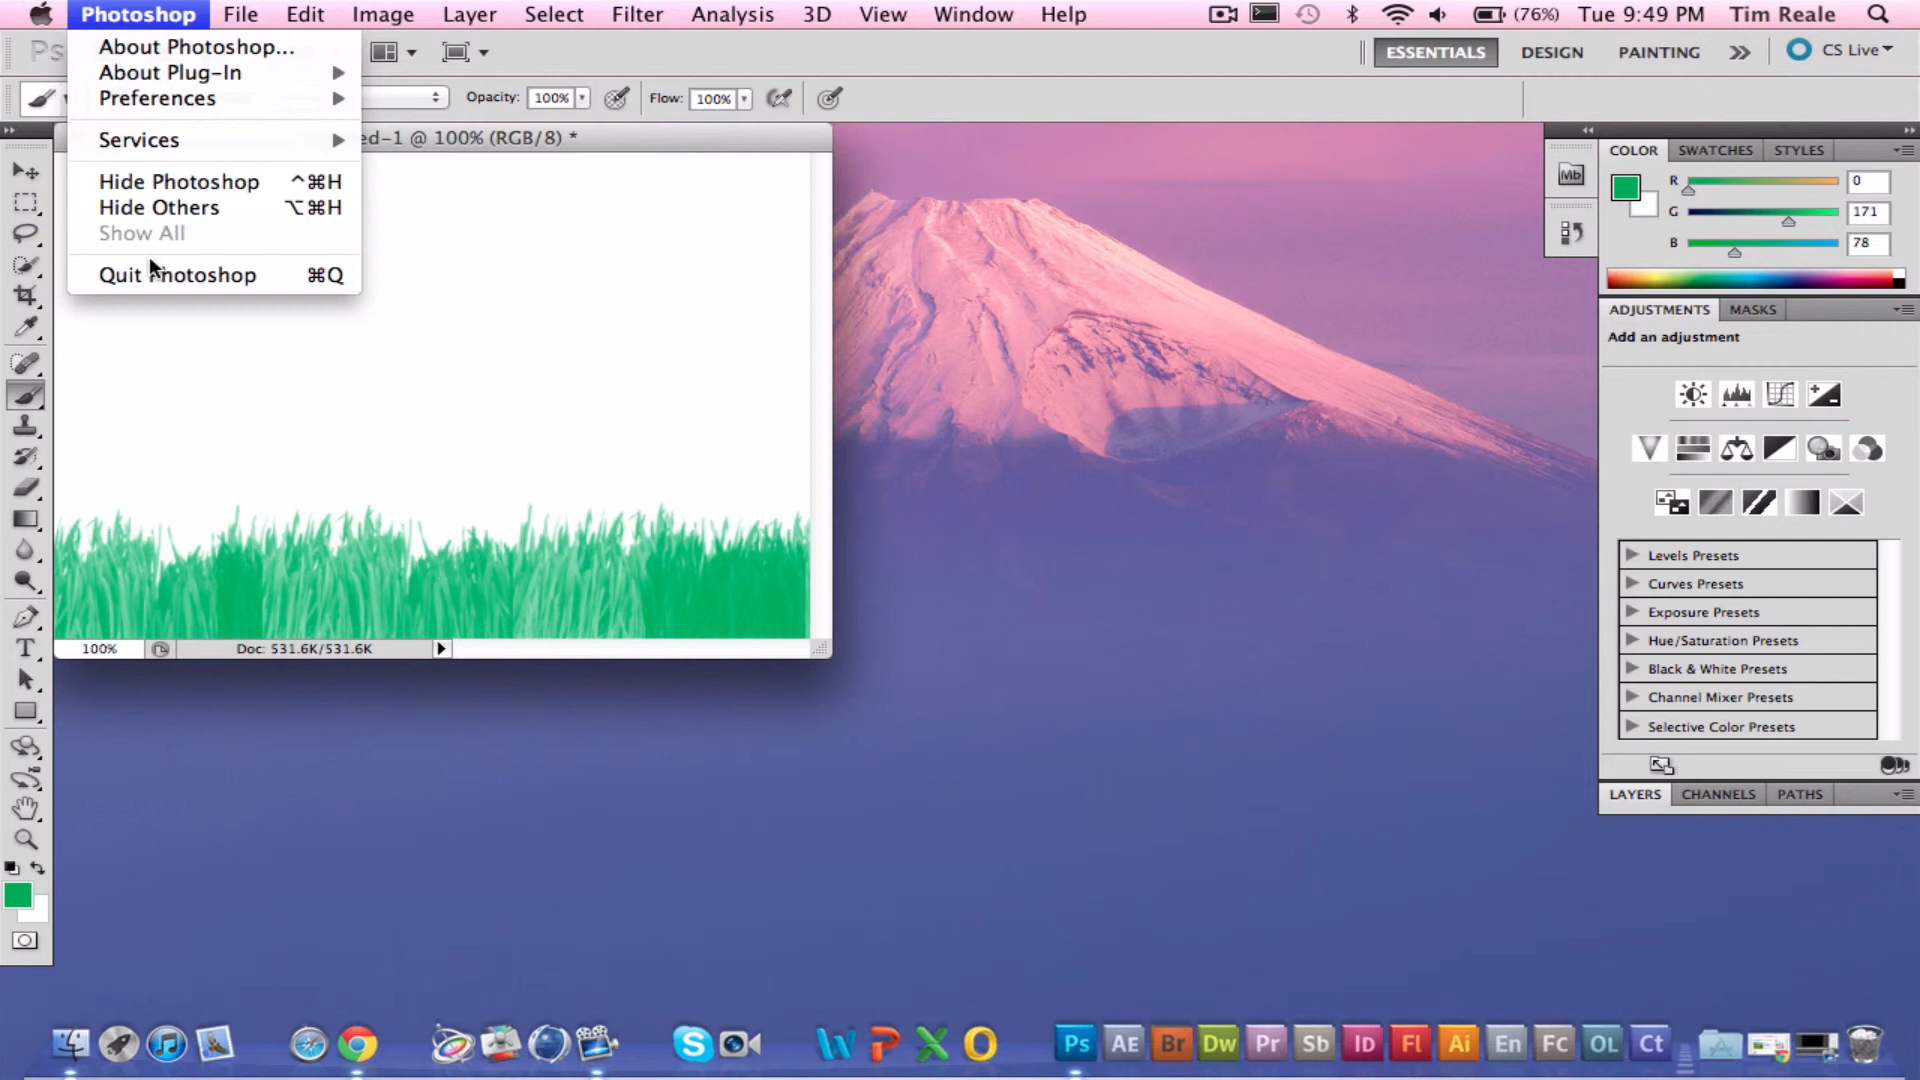 Photoshop File Edit Image Layer Select Filter Analysis 3D View Window Help (76%) Tue 9:49 PM Tim Reale
Ps ESSENTIALS DESIGN PAINTING CS Live
Opacity: 100% Flow: 100%
About Photoshop...
About Plug-In
Preferences
Services
Hide Photoshop ^⌘H
Hide Others ⌥⌘H
Show All
Quit Photoshop ⌘Q
ed-1 @ 100% (RGB/8) *
100% Doc: 531.6K/531.6K
Mb
COLOR SWATCHES STYLES
R 0
G 171
B 78
ADJUSTMENTS MASKS
Add an adjustment
Levels Presets
Curves Presets
Exposure Presets
Hue/Saturation Presets
Black & White Presets
Channel Mixer Presets
Selective Color Presets
LAYERS CHANNELS PATHS
T
W P X O Ps AE Br Dw Pr Sb Id Fl Ai En Fc OL Ct